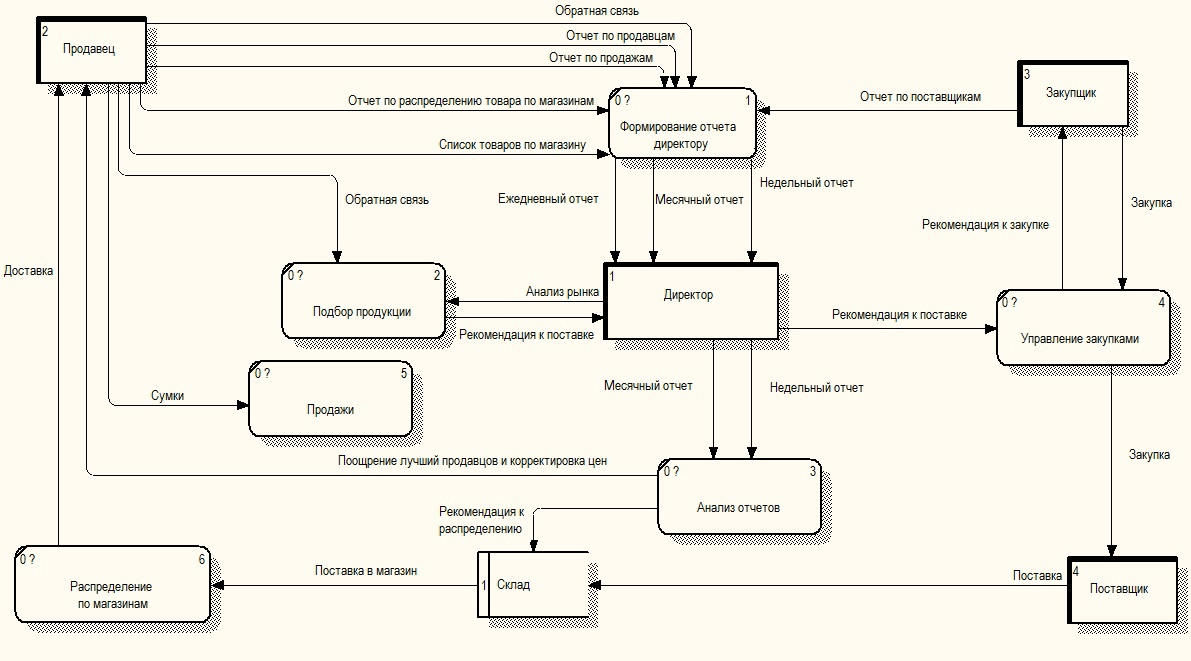 Обратная связь
2
Продавец
Отчет по продавцам
Отчет по продажам
3
Закупщик
Отчет по распределению товара по магазинам
0 ?
1
Формирование отчета
директору
Отчет по поставщикам
Список товаров по магазину
Недельный отчет
Ежедневный отчет
Месячный отчет
Обратная связь
Закупка
Рекомендация к закупке
Доставка
0 ?
2
Подбор продукции
Анализ рынка
Рекомендация к поставке
1
Директор
Рекомендация к поставке
0 ?
4
Управление закупками
0 ?
5
Продажи
Сумки
Месячный отчет
Недельный отчет
Поощрение лучший продавцов и корректировка цен
Закупка
0 ?
3
Анализ отчетов
Рекомендация к
распределению
0 ?
6
Распределение
по магазинам
Поставка в магазин
1
Склад
Поставка
4
Поставщик